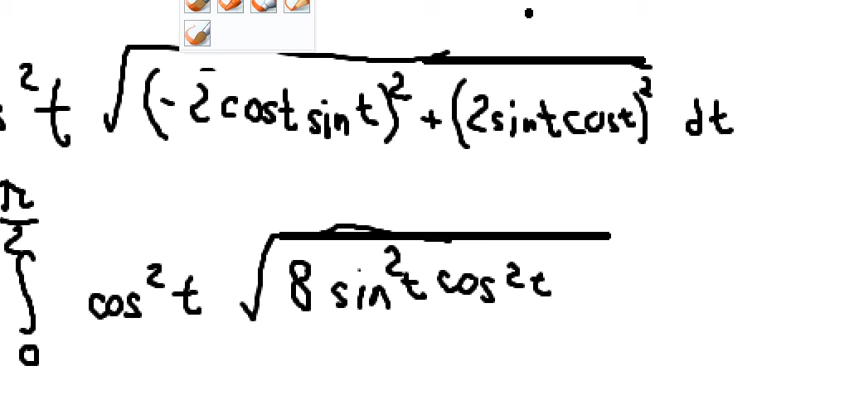 ²t √((-2cost sint)² + (2sintcost)²) dt
∫₀^(π/2) cos²t √(8 sin²t cos²t)